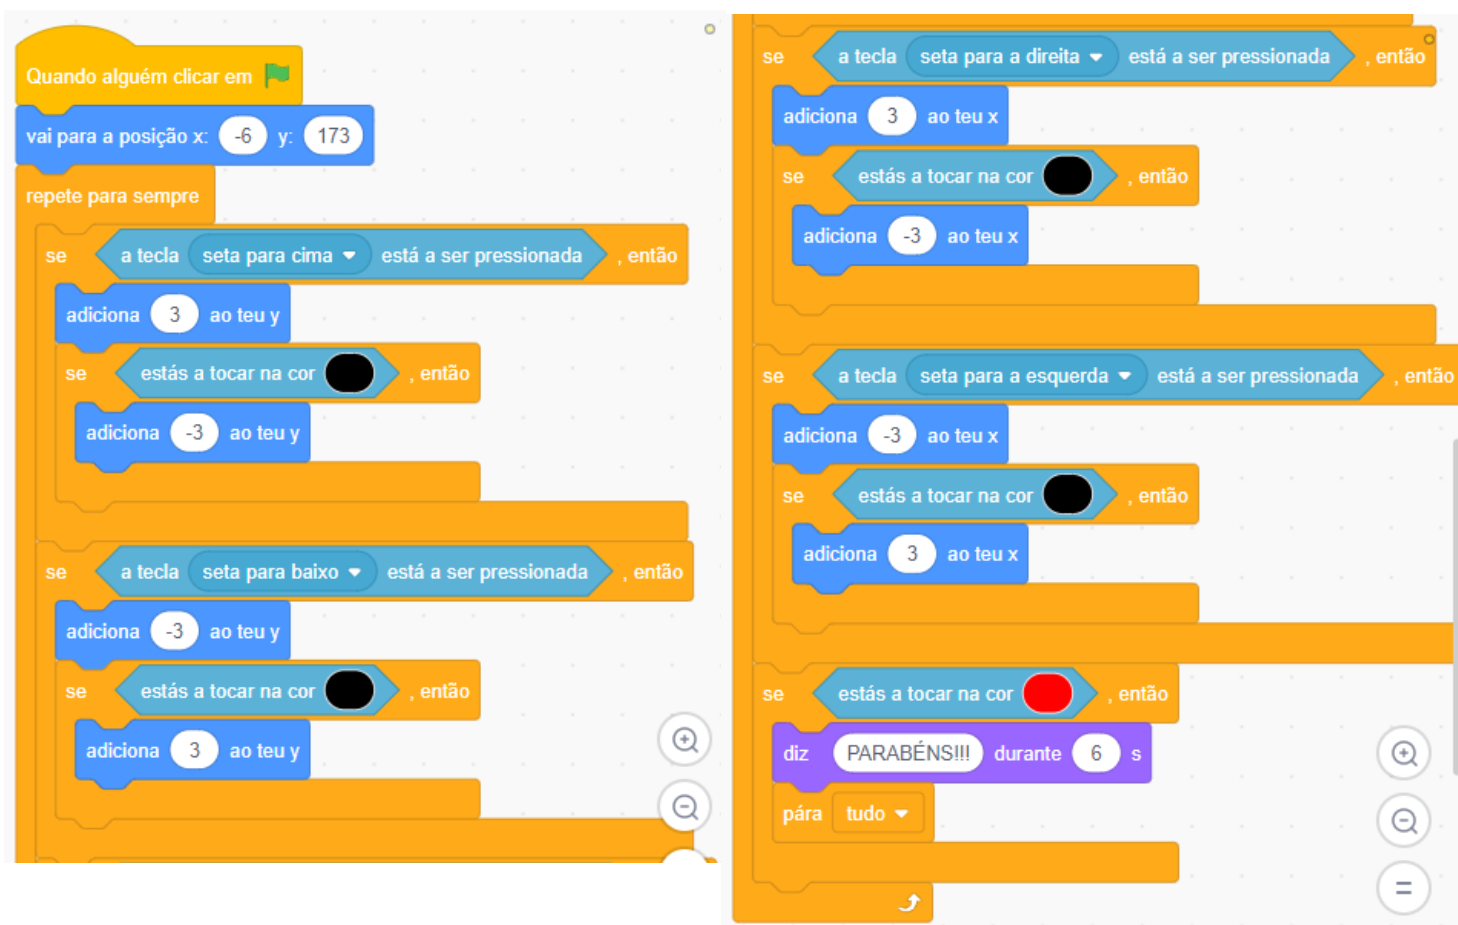 Quando alguém clicar em
vai para a posição x: -6 y: 173
repete para sempre
se a tecla seta para cima está a ser pressionada , então
adiciona 3 ao teu y
se estás a tocar na cor , então
adiciona -3 ao teu y
se a tecla seta para baixo está a ser pressionada , então
adiciona -3 ao teu y
se estás a tocar na cor , então
adiciona 3 ao teu y
se a tecla seta para a direita está a ser pressionada , então
adiciona 3 ao teu x
se estás a tocar na cor , então
adiciona -3 ao teu x
se a tecla seta para a esquerda está a ser pressionada , então
adiciona -3 ao teu x
se estás a tocar na cor , então
adiciona 3 ao teu x
se estás a tocar na cor , então
diz PARABÉNS!!! durante 6 s
pára tudo